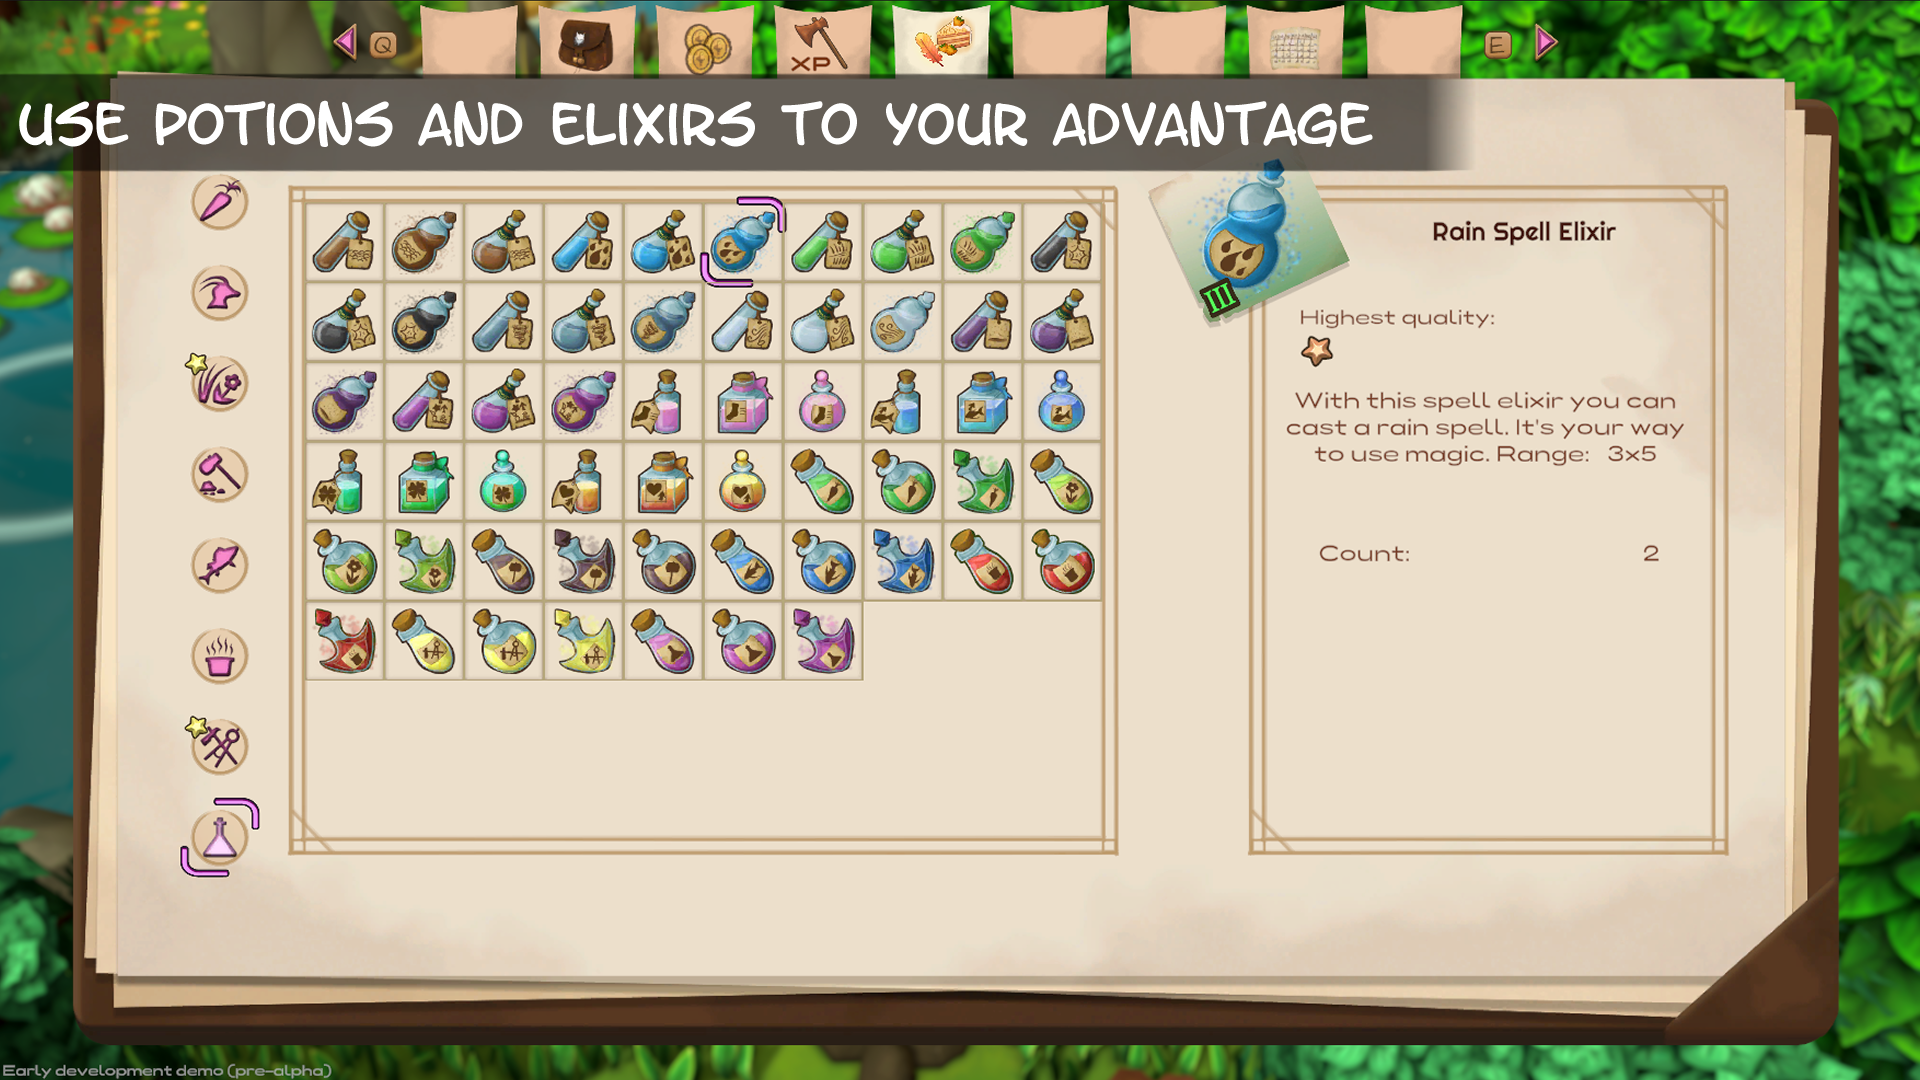 Q
XP
E
USE POTIONS AND ELIXIRS TO YOUR ADVANTAGE
Rain Spell Elixir
III
Highest quality:
With this spell elixir you can
cast a rain spell. It's your way
to use magic. Range: 3x5
Count: 2
Early development demo (pre-alpha)